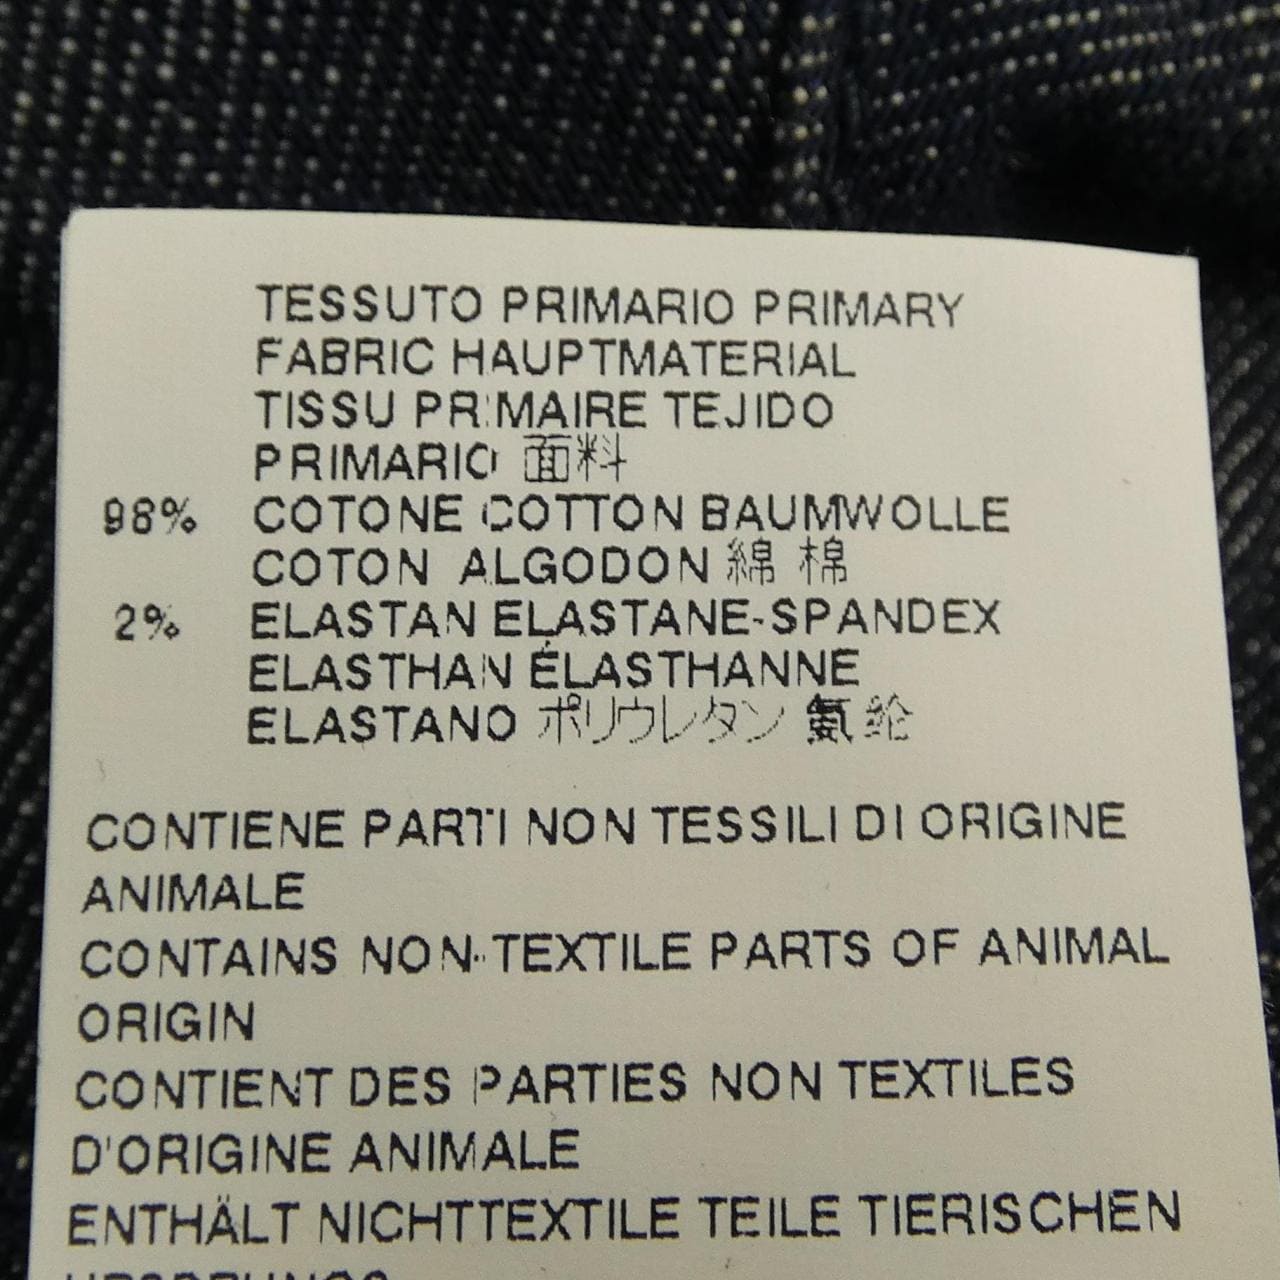 TESSUTO PRIMARIO PRIMARY
FABRIC HAUPTMATERIAL
TISSU PRIMAIRE TEJIDO
PRIMARIO 面料
98% COTONE COTTON BAUMWOLLE
COTON ALGODON 綿 棉
2% ELASTAN ELASTANE-SPANDEX
ELASTHAN ÉLASTHANNE
ELASTANO ポリウレタン 氨纶
CONTIENE PARTI NON TESSILI DI ORIGINE
ANIMALE
CONTAINS NON-TEXTILE PARTS OF ANIMAL
ORIGIN
CONTIENT DES PARTIES NON TEXTILES
D'ORIGINE ANIMALE
ENTHÄLT NICHTTEXTILE TEILE TIERISCHEN